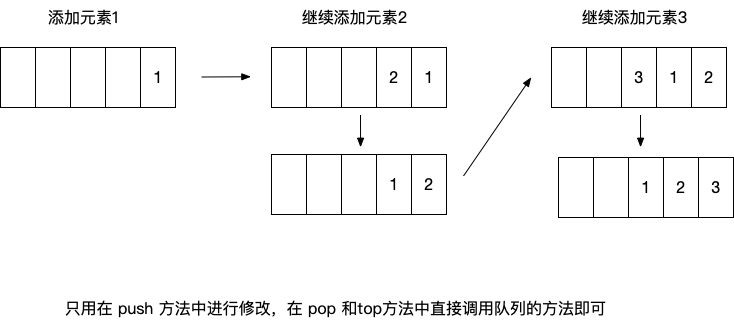 添加元素1
继续添加元素2
继续添加元素3
1
2 1
3 1 2
1 2
1 2 3
只用在 push 方法中进行修改，在 pop 和top方法中直接调用队列的方法即可